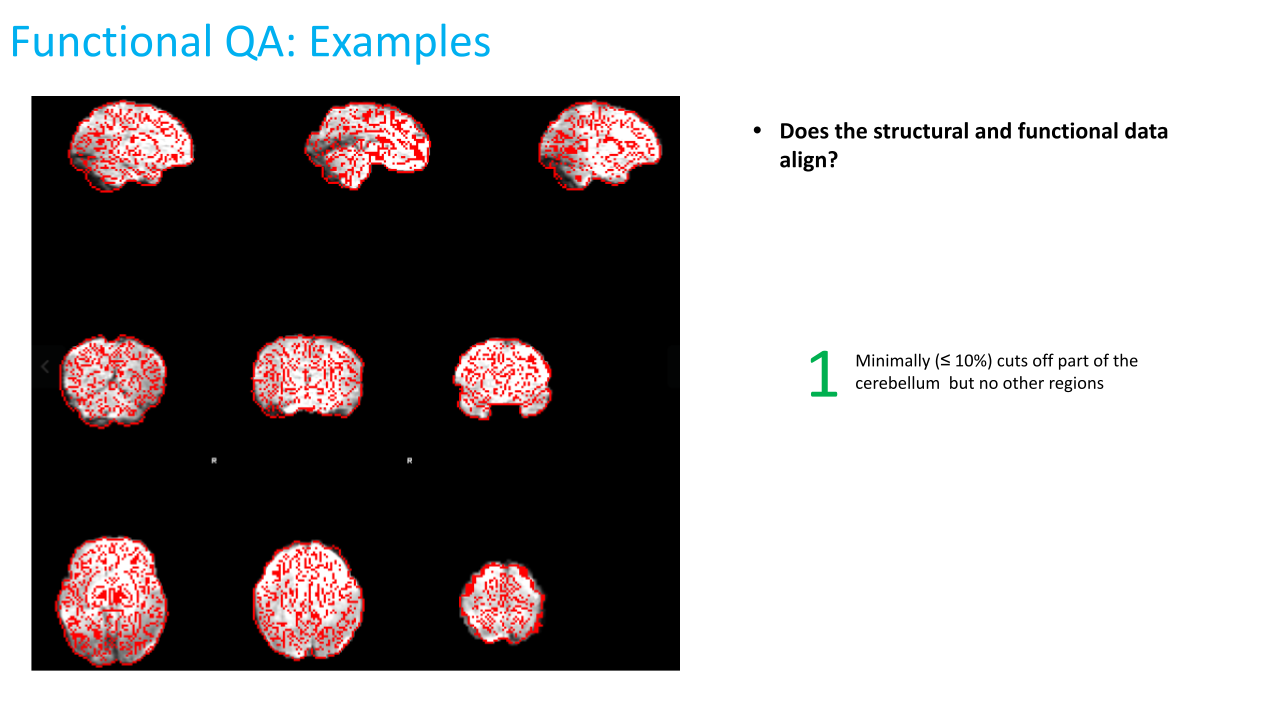 Functional QA: Examples
• Does the structural and functional data
align?
1
Minimally (≤ 10%) cuts off part of the
cerebellum but no other regions
R
R